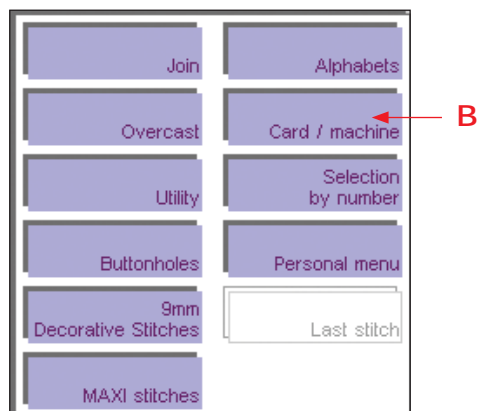 Join
Alphabets
Overcast
Card / machine
B
Utility
Selection
by number
Buttonholes
Personal menu
9mm
Decorative Stitches
Last stitch
MAXI stitches